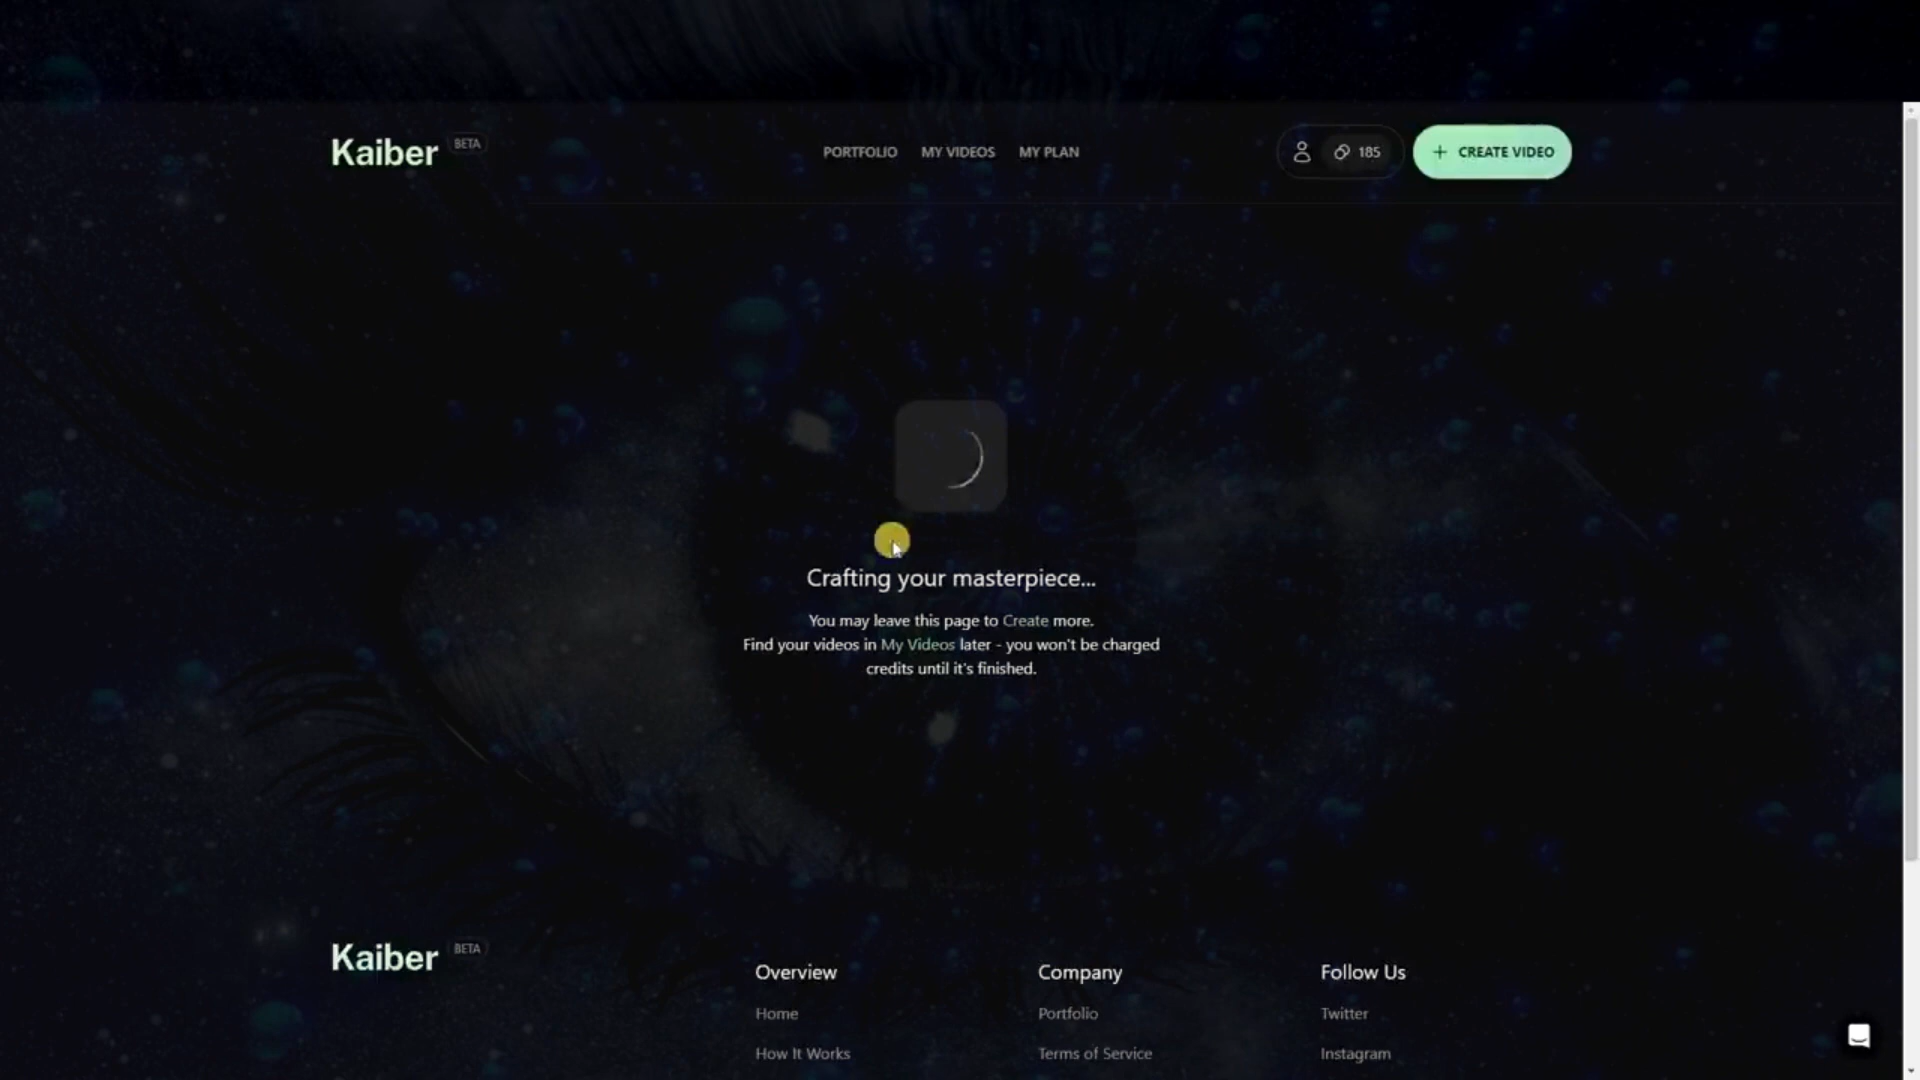 Kaiber BETA
PORTFOLIO MY VIDEOS MY PLAN
185
+ CREATE VIDEO
Crafting your masterpiece...
You may leave this page to Create more.
Find your videos in My Videos later - you won't be charged
credits until it's finished.
Kaiber BETA
Overview
Home
How It Works
Company
Portfolio
Terms of Service
Follow Us
Twitter
Instagram